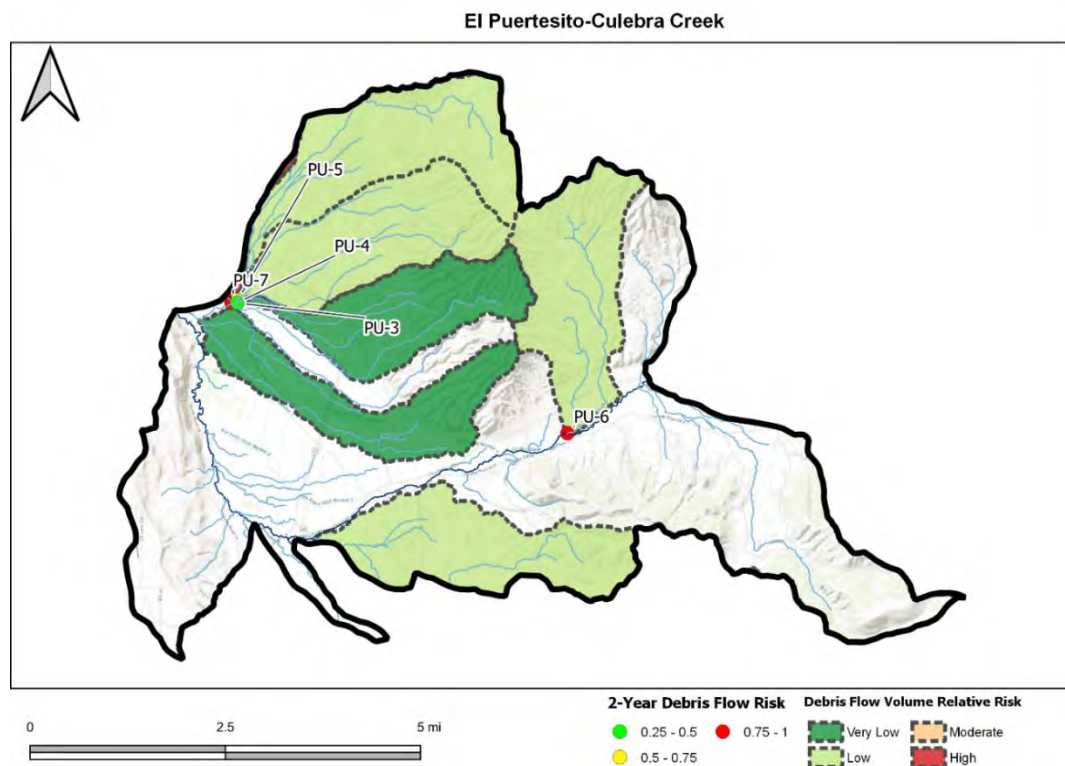 El Puertesito-Culebra Creek
PU-5
PU-4
PU-7
PU-3
PU-6
0 2.5 5 mi
2-Year Debris Flow Risk
0.25 - 0.5
0.75 - 1
0.5 - 0.75
Debris Flow Volume Relative Risk
Very Low
Moderate
Low
High